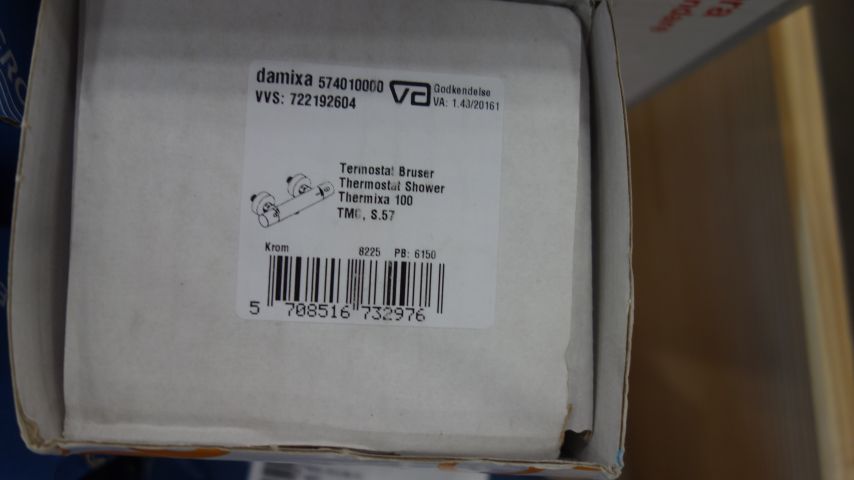 damixa 574010000
VVS: 722192604
VA Godkendelse
VA: 1.43/20161
Termostat Bruser
Thermostat Shower
Thermixa 100
TMC, S.57
Krom
8225 PB: 6150
5 708516 732976